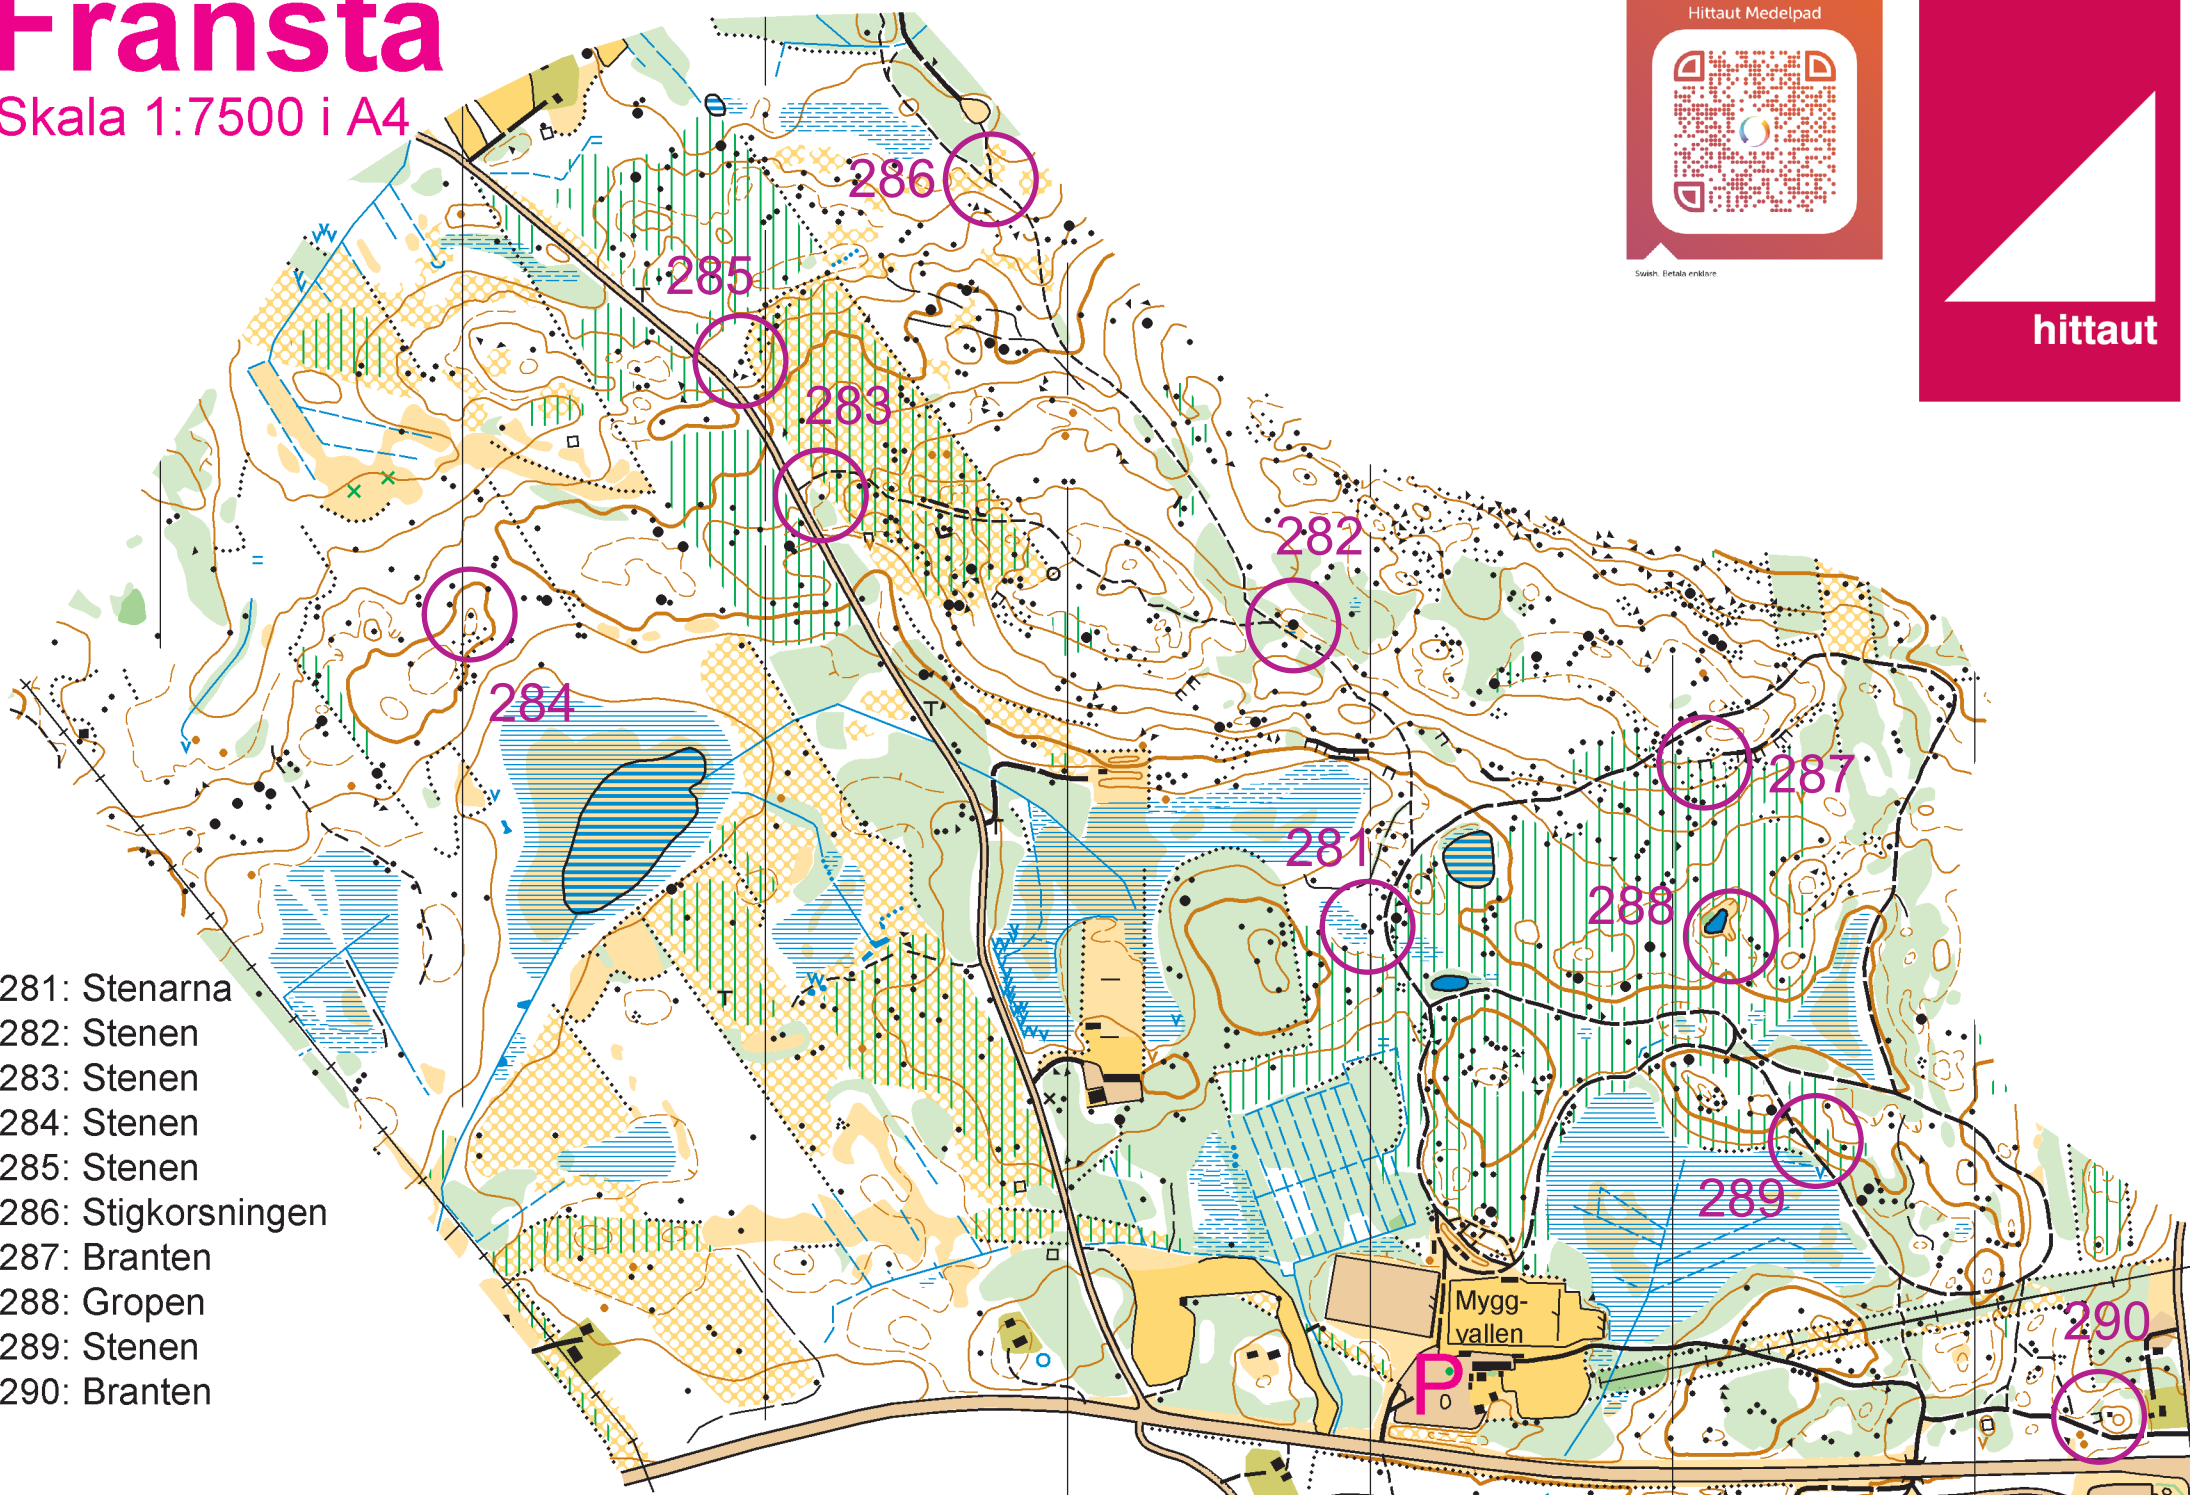 Fränsta
Skala 1:7500 i A4
Hittaut Medelpad
Swish. Betala enklare.
hittaut
286
285
283
282
284
287
281
288
289
290
Mygg-
vallen
P
281: Stenarna
282: Stenen
283: Stenen
284: Stenen
285: Stenen
286: Stigkorsningen
287: Branten
288: Gropen
289: Stenen
290: Branten